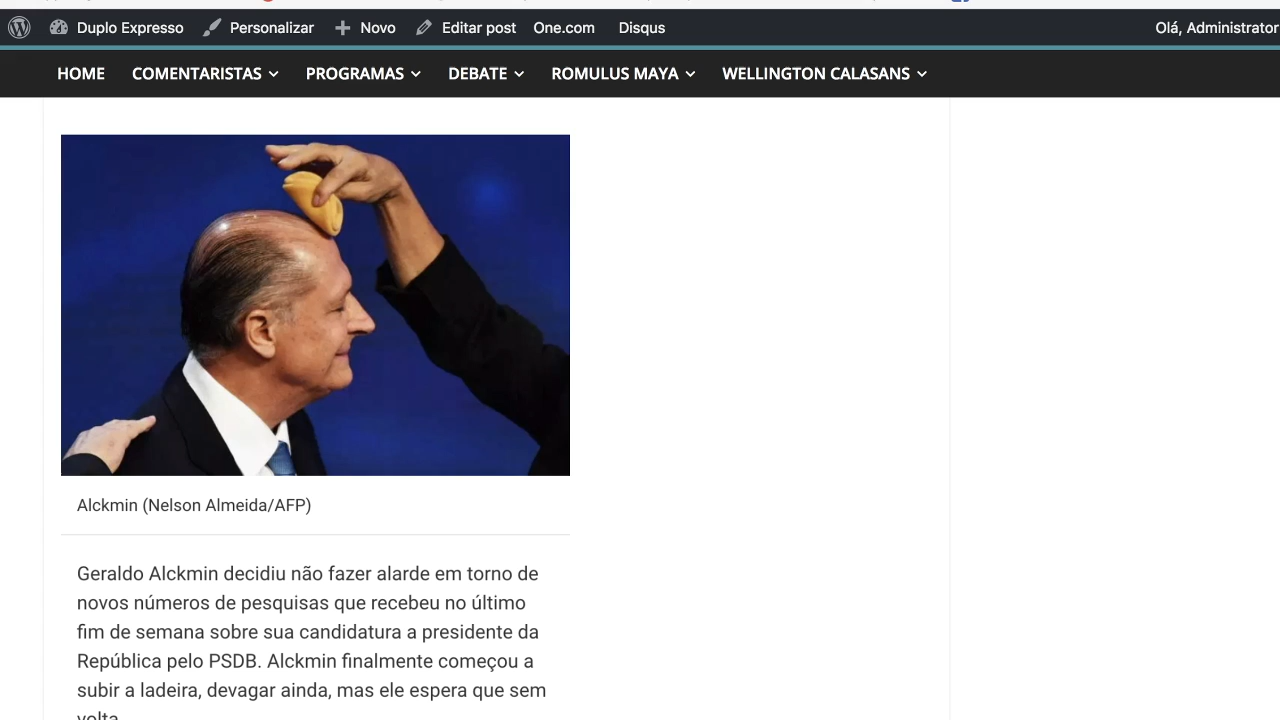 Duplo Expresso Personalizar Novo Editar post One.com Disqus Olá, Administrator
HOME COMENTARISTAS PROGRAMAS DEBATE ROMULUS MAYA WELLINGTON CALASANS
Alckmin (Nelson Almeida/AFP)
Geraldo Alckmin decidiu não fazer alarde em torno de
novos números de pesquisas que recebeu no último
fim de semana sobre sua candidatura a presidente da
República pelo PSDB. Alckmin finalmente começou a
subir a ladeira, devagar ainda, mas ele espera que sem
volta